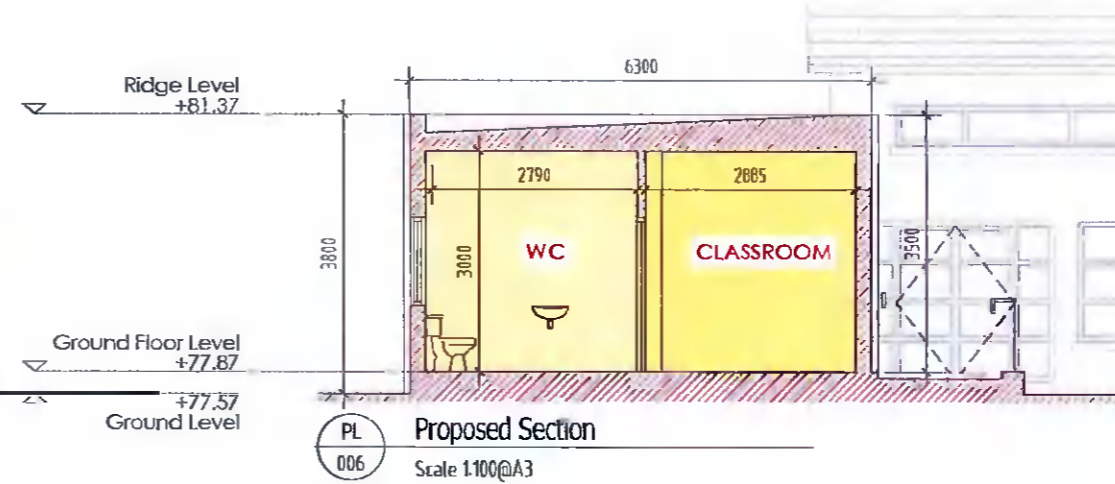 6300
Ridge Level
+81.37
2790
2885
3800
3000
WC
CLASSROOM
3500
Ground Floor Level
+77.87
+77.57
Ground Level
PL
006
Proposed Section
Scale 1:100@A3